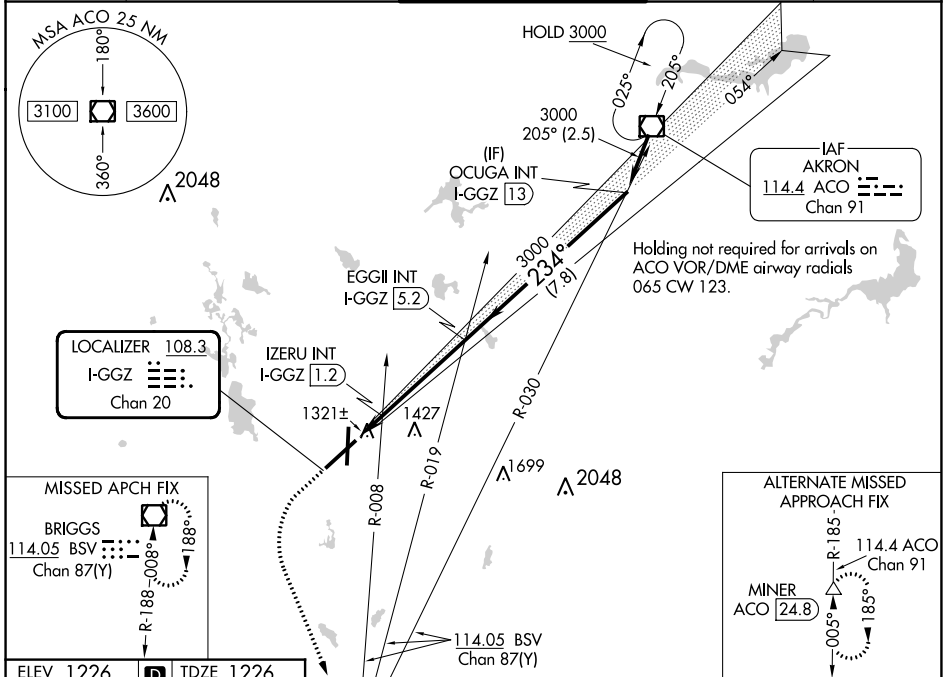 MSA ACO 25 NM
180°
3100
3600
360°
2048
HOLD 3000
025°
205°
054°
3000
205° (2.5)
(IF)
OCUGA INT
I-GGZ 13
IAF
AKRON
114.4 ACO
Chan 91
Holding not required for arrivals on
ACO VOR/DME airway radials
065 CW 123.
3000
234°
(7.8)
EGGII INT
I-GGZ 5.2
LOCALIZER 108.3
I-GGZ
Chan 20
IZERU INT
I-GGZ 1.2
1321±
1427
R-030
R-019
R-008
1699
2048
MISSED APCH FIX
BRIGGS
114.05 BSV
Chan 87(Y)
R-188
008°
188°
114.05 BSV
Chan 87(Y)
ALTERNATE MISSED
APPROACH FIX
R-185
114.4 ACO
Chan 91
MINER
ACO 24.8
005°
185°
ELEV 1226 D TDZE 1226